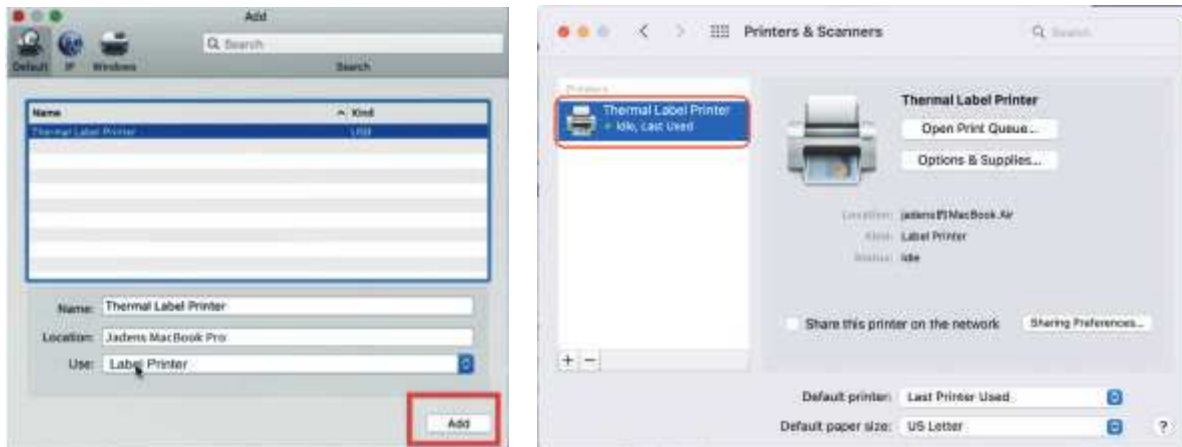 Add
Search
Default IP Windows
Search
Name Kind
Thermal Label Printer USB
Name: Thermal Label Printer
Location: Jadens MacBook Pro
Use: Label Printer
Add
Printers & Scanners
Search
Printers
Thermal Label Printer
Idle, Last Used
Thermal Label Printer
Open Print Queue...
Options & Supplies...
Location: jadens的MacBook Air
Kind: Label Printer
Status: Idle
Share this printer on the network
Sharing Preferences...
+ −
Default printer: Last Printer Used
Default paper size: US Letter
?